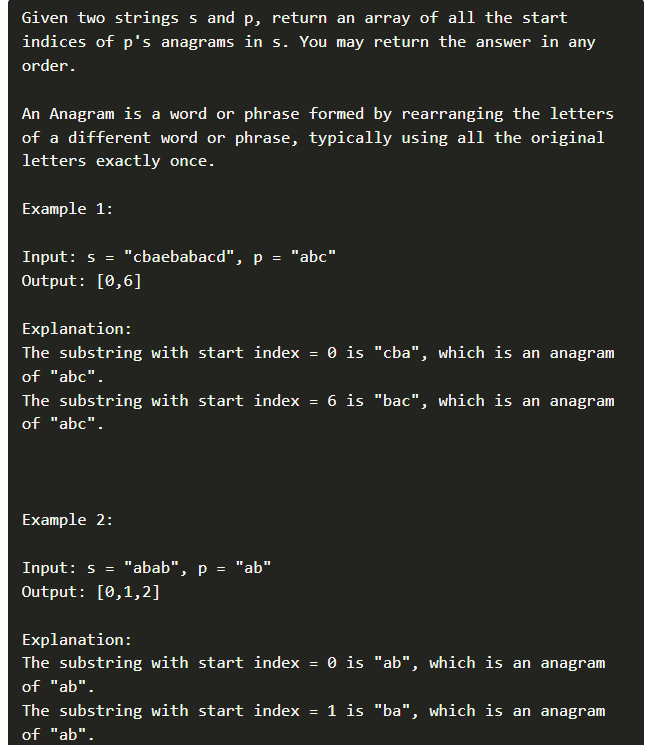 Given two strings s and p, return an array of all the start
indices of p's anagrams in s. You may return the answer in any
order.
An Anagram is a word or phrase formed by rearranging the letters
of a different word or phrase, typically using all the original
letters exactly once.
Example 1:
Input: s = "cbaebabacd", p = "abc"
Output: [0,6]
Explanation:
The substring with start index = 0 is "cba", which is an anagram
of "abc".
The substring with start index = 6 is "bac", which is an anagram
of "abc".
Example 2:
Input: s = "abab", p = "ab"
Output: [0,1,2]
Explanation:
The substring with start index = 0 is "ab", which is an anagram
of "ab".
The substring with start index = 1 is "ba", which is an anagram
of "ab".